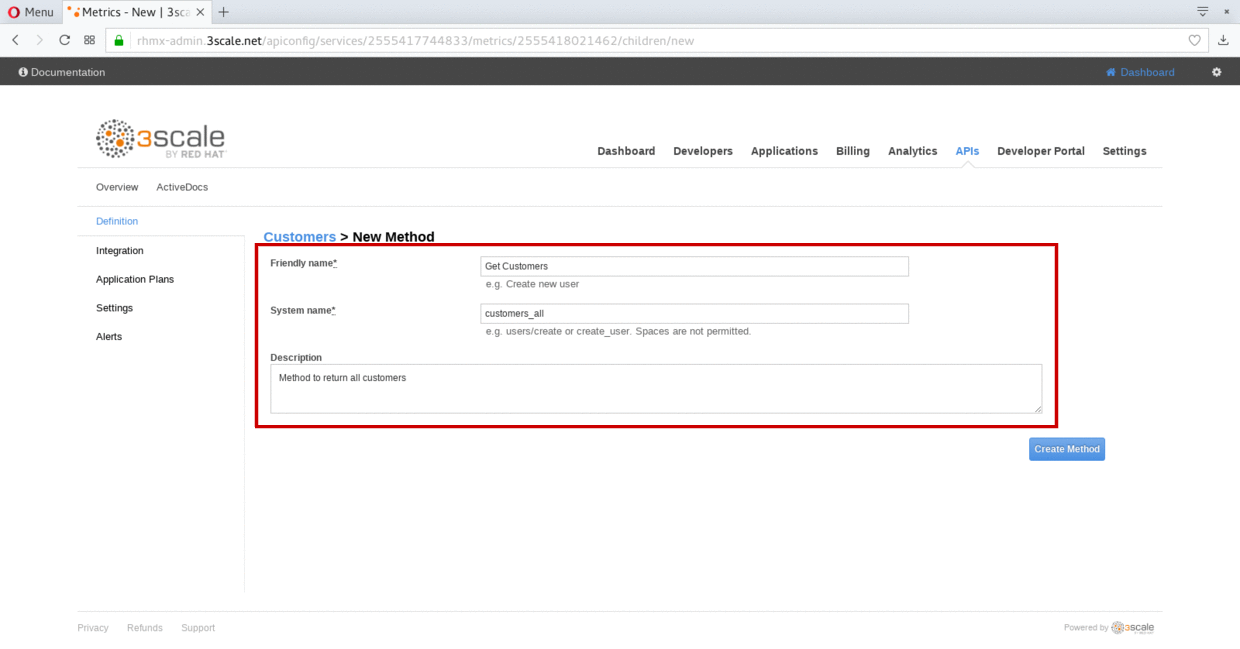 Menu
Metrics - New | 3sca
rhmx-admin.3scale.net/apiconfig/services/2555417744833/metrics/2555418021462/children/new
Documentation
Dashboard
3scale
BY RED HAT
Dashboard Developers Applications Billing Analytics APIs Developer Portal Settings
Overview ActiveDocs
Definition
Integration
Application Plans
Settings
Alerts
Customers > New Method
Friendly name*
Get Customers
e.g. Create new user
System name*
customers_all
e.g. users/create or create_user. Spaces are not permitted.
Description
Method to return all customers
Create Method
Privacy Refunds Support
Powered by 3scale